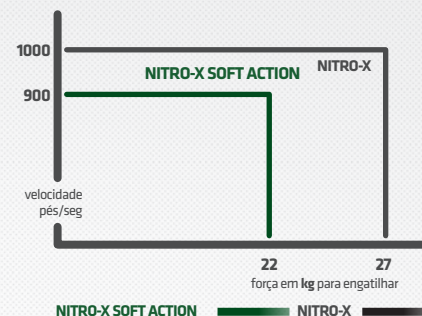 1000
NITRO-X SOFT ACTION
NITRO-X
900
velocidade
pés/seg
22
27
força em kg para engatilhar
NITRO-X SOFT ACTION
NITRO-X